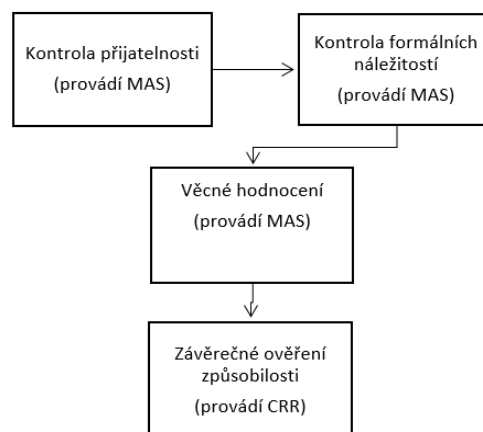 Kontrola přijatelnosti
(provádí MAS)
Kontrola formálních
náležitostí
(provádí MAS)
Věcné hodnocení
(provádí MAS)
Závěrečné ověření
způsobilosti
(provádí CRR)